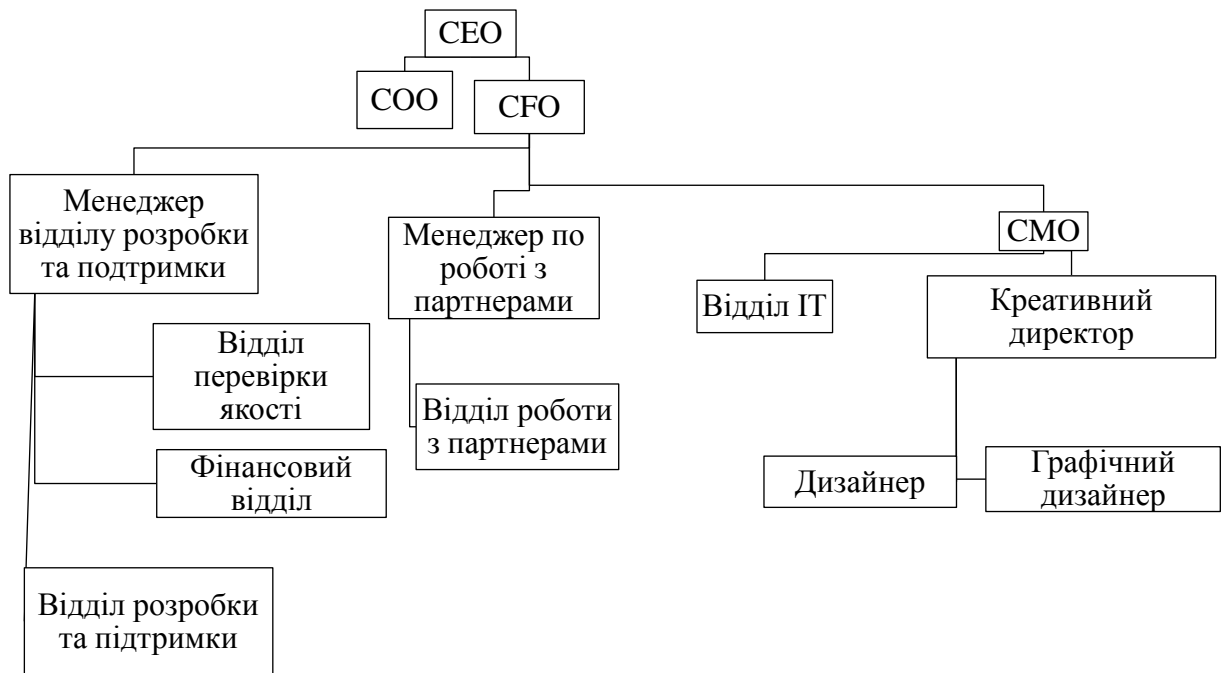 CEO
COO
CFO
Менеджер
відділу розробки
та подтримки
Менеджер по
роботі з
партнерами
CMO
Відділ IT
Креативний
директор
Відділ
перевірки
якості
Відділ роботи
з партнерами
Фінансовий
відділ
Дизайнер
Графічний
дизайнер
Відділ розробки
та підтримки